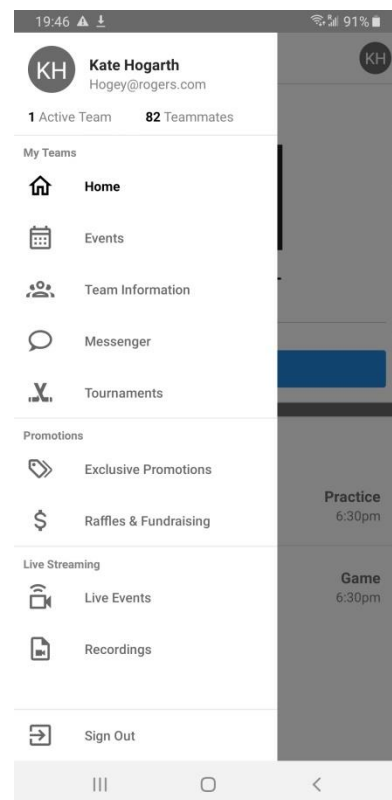 19:46 91%
KH
KH Kate Hogarth
Hogey@rogers.com
1 Active Team 82 Teammates
My Teams
Home
Events
Team Information
Messenger
Tournaments
Promotions
Exclusive Promotions
Raffles & Fundraising
Practice
6:30pm
Live Streaming
Live Events
Game
6:30pm
Recordings
Sign Out